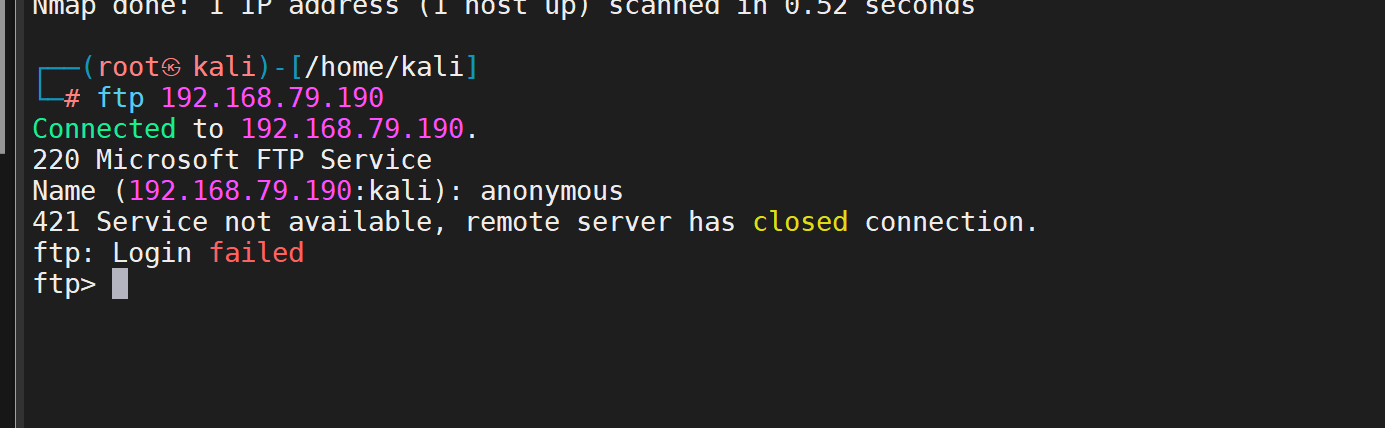 Nmap done: 1 IP address (1 host up) scanned in 0.52 seconds
┌──(root㉿ kali)-[/home/kali]
└─# ftp 192.168.79.190
Connected to 192.168.79.190.
220 Microsoft FTP Service
Name (192.168.79.190:kali): anonymous
421 Service not available, remote server has closed connection.
ftp: Login failed
ftp>